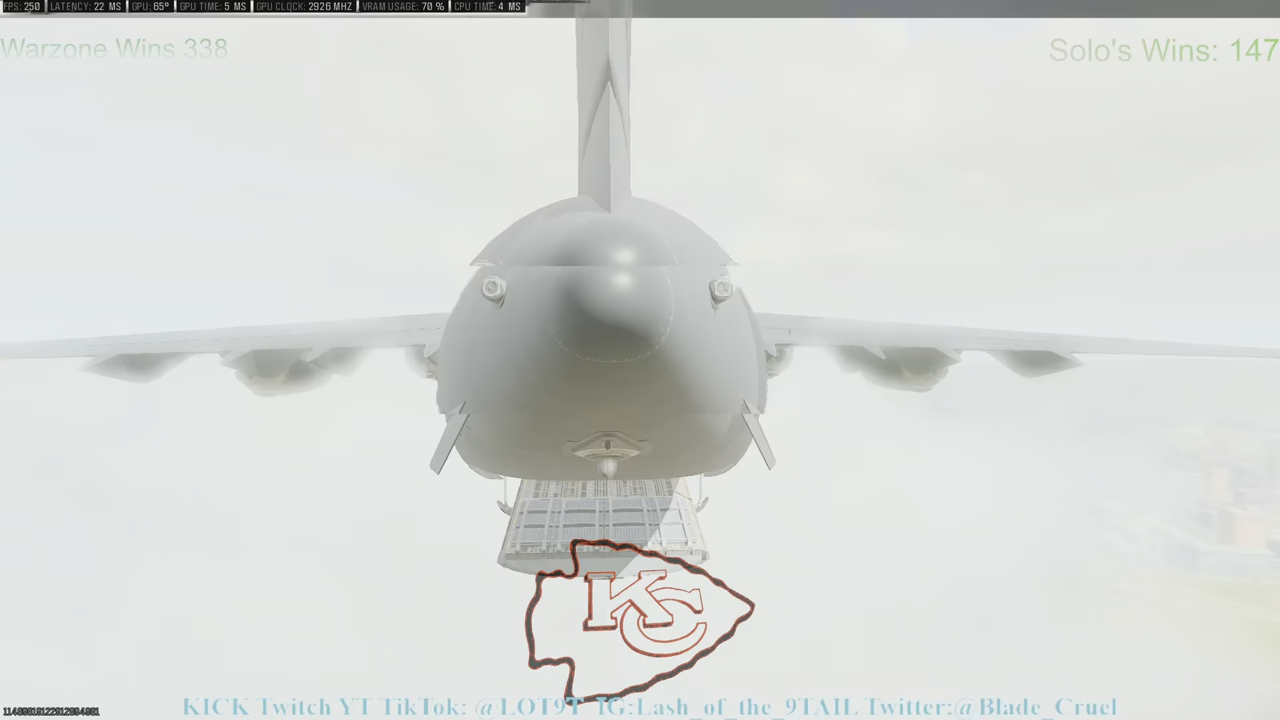 FPS: 250 LATENCY: 22 MS GPU: 65° GPU TIME: 5 MS GPU CLOCK: 2926 MHZ VRAM USAGE: 70 % CPU TIME: 4 MS
Warzone Wins 338
Solo's Wins: 147
KC
KICK Twitch YT TikTok: @LOT9T IG:Lash_of_the_9TAIL Twitter:@Blade_Cruel